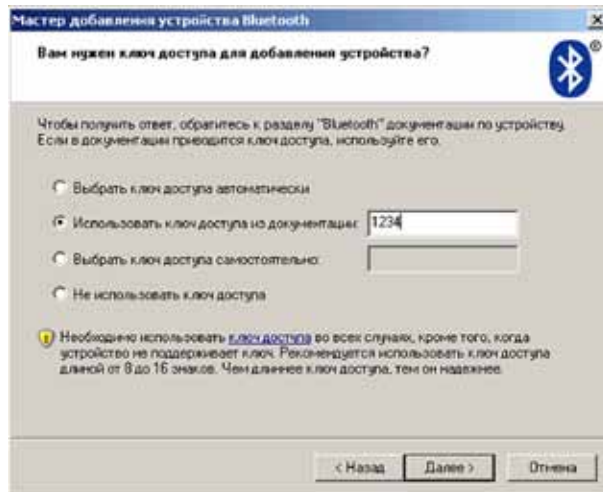 Мастер добавления устройства Bluetooth
Вам нужен ключ доступа для добавления устройства?
Чтобы получить ответ, обратитесь к разделу "Bluetooth" документации по устройству.
Если в документации приводится ключ доступа, используйте его.
Выбрать ключ доступа автоматически
Использовать ключ доступа из документации: 1234
Выбрать ключ доступа самостоятельно:
Не использовать ключ доступа
Необходимо использовать ключ доступа во всех случаях, кроме того, когда
устройство не поддерживает ключ. Рекомендуется использовать ключ доступа
длиной от 8 до 16 знаков. Чем длиннее ключ доступа, тем он надежнее.
< Назад Далее > Отмена